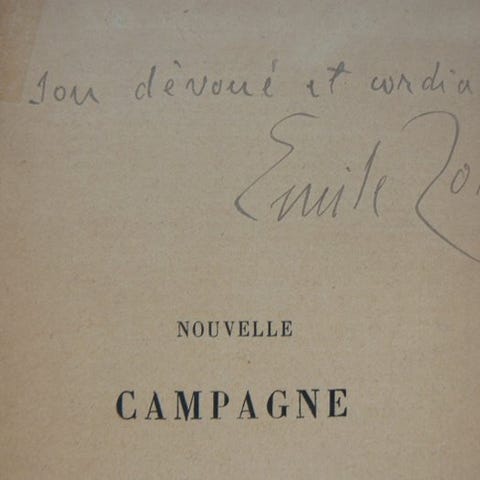 son dévoué et cordia
Emile Zo
NOUVELLE
CAMPAGNE